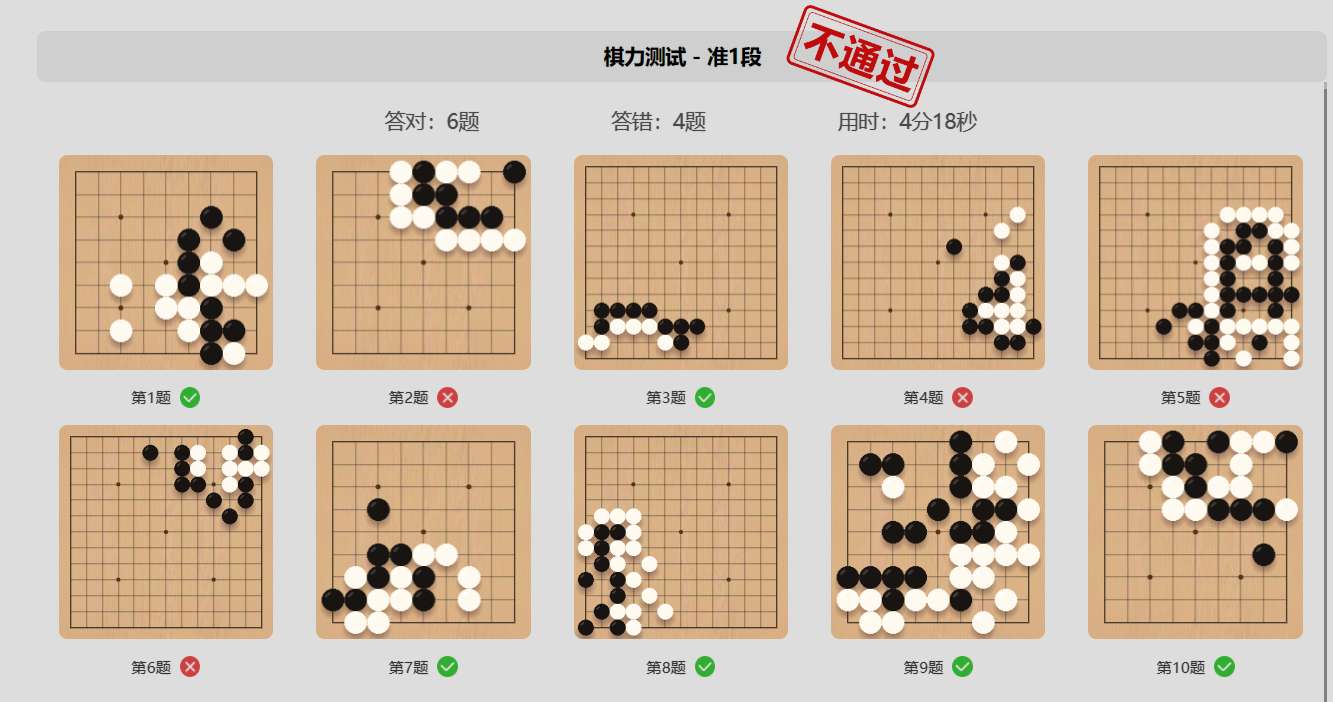 棋力测试 - 准1段
不通过
答对：6题 答错：4题 用时：4分18秒
第1题 第2题 第3题 第4题 第5题
第6题 第7题 第8题 第9题 第10题